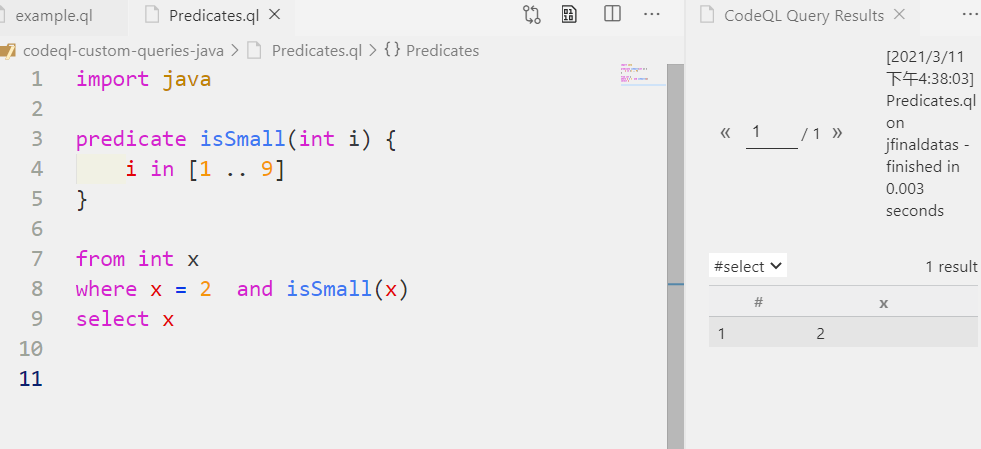 example.ql
Predicates.ql
codeql-custom-queries-java > Predicates.ql > {} Predicates
1 import java
2
3 predicate isSmall(int i) {
4     i in [1 .. 9]
5 }
6
7 from int x
8 where x = 2  and isSmall(x)
9 select x
10
11
CodeQL Query Results
« 1 / 1 »
[2021/3/11
下午4:38:03]
Predicates.ql
on
jfinaldatas -
finished in
0.003
seconds
#select
1 result
# x
1 2